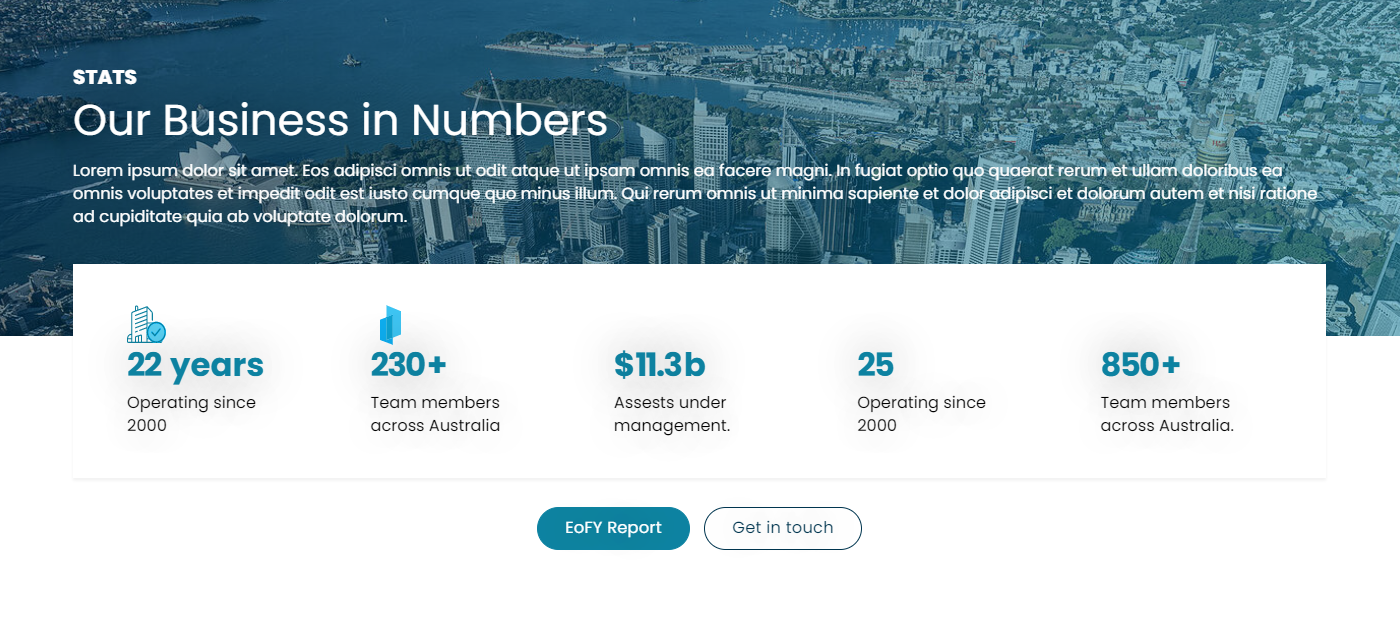 STATS
Our Business in Numbers
Lorem ipsum dolor sit amet. Eos adipisci omnis ut odit atque ut ipsam omnis ea facere magni. In fugiat optio quo quaerat rerum et ullam doloribus ea
omnis voluptates et impedit odit est iusto cumque quo minus illum. Qui rerum omnis ut minima sapiente et dolor adipisci et dolorum autem et nisi ratione
ad cupiditate quia ab voluptate dolorum.
22 years
Operating since
2000
230+
Team members
across Australia
$11.3b
Assests under
management.
25
Operating since
2000
850+
Team members
across Australia.
EoFY Report
Get in touch